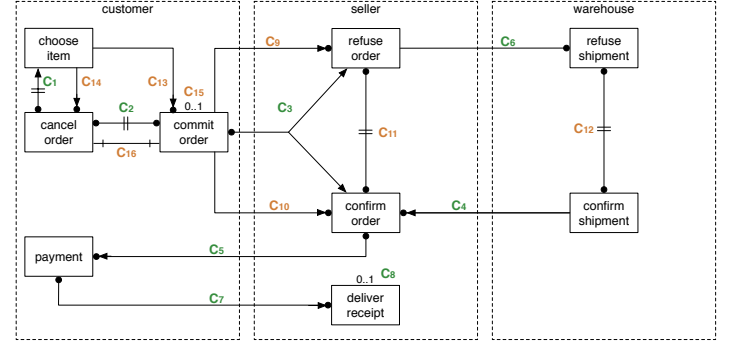 customer
seller
warehouse
choose
item
C9
refuse
order
C6
refuse
shipment
C1
C14
C13
C15
C2
0..1
C3
cancel
order
commit
order
C11
C12
C16
C10
confirm
order
C4
confirm
shipment
payment
C5
0..1
C8
C7
deliver
receipt